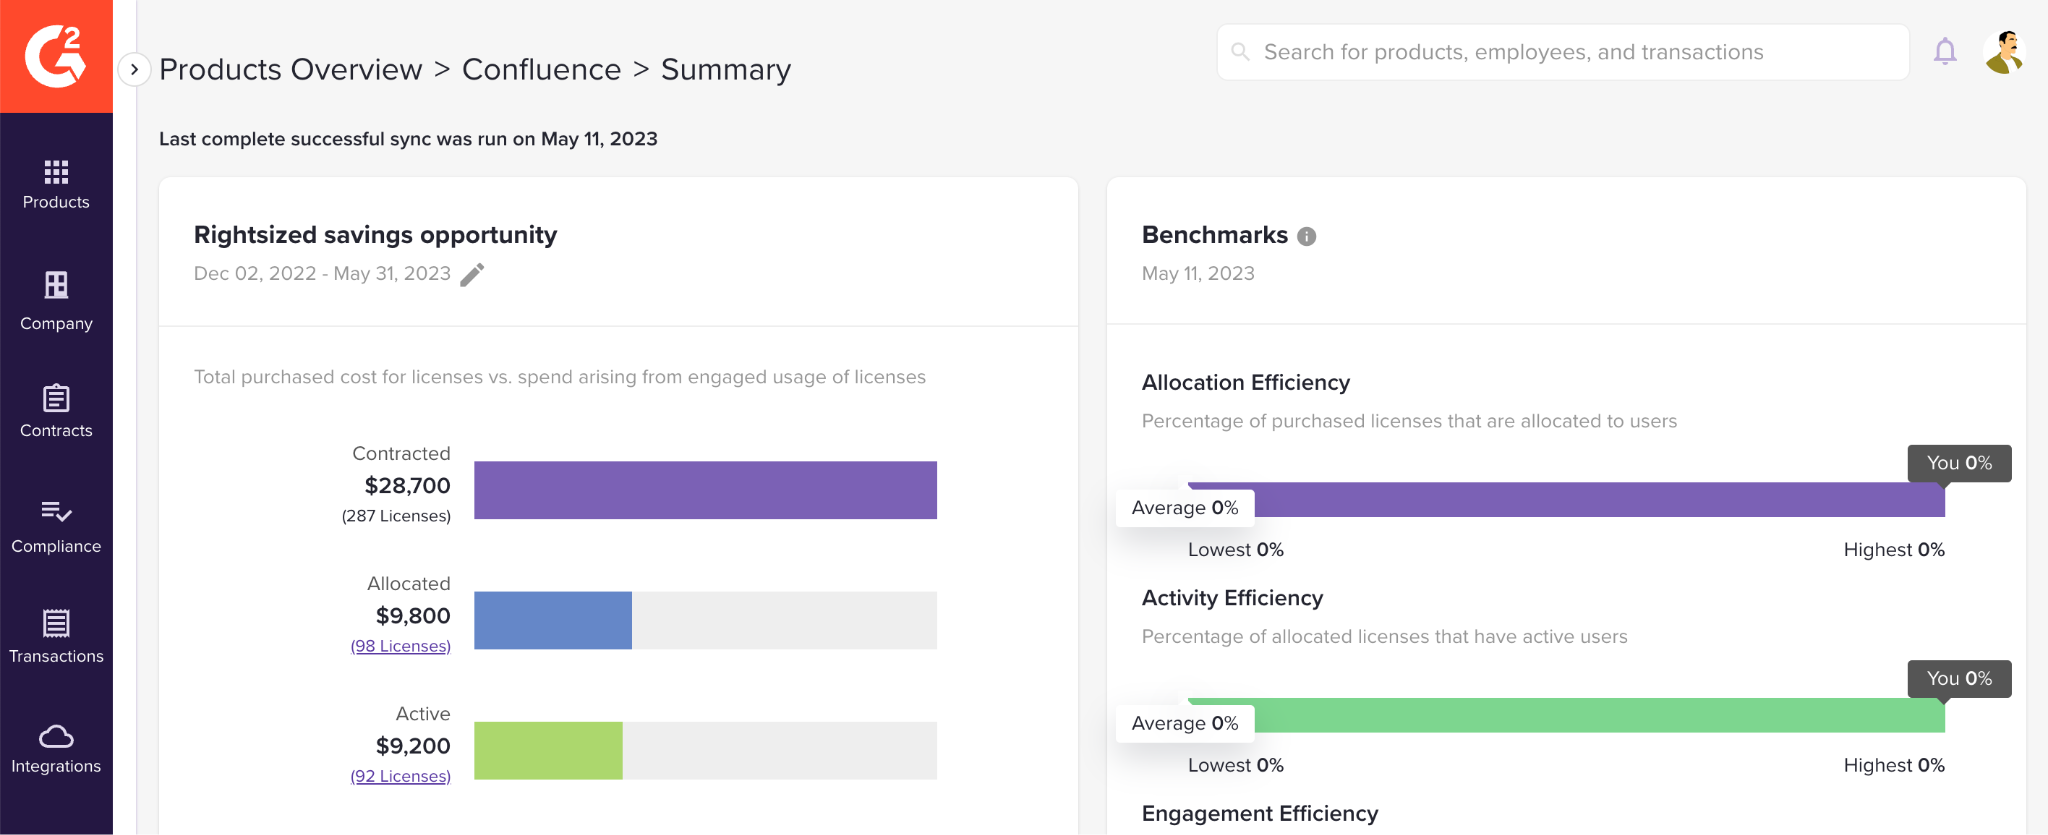 G2
Products
Company
Contracts
Compliance
Transactions
Integrations
Products Overview > Confluence > Summary
Search for products, employees, and transactions
Last complete successful sync was run on May 11, 2023
Rightsized savings opportunity
Dec 02, 2022 - May 31, 2023
Total purchased cost for licenses vs. spend arising from engaged usage of licenses
Contracted
$28,700
(287 Licenses)
Allocated
$9,800
(98 Licenses)
Active
$9,200
(92 Licenses)
Benchmarks
May 11, 2023
Allocation Efficiency
Percentage of purchased licenses that are allocated to users
You 0%
Average 0%
Lowest 0%
Highest 0%
Activity Efficiency
Percentage of allocated licenses that have active users
You 0%
Average 0%
Lowest 0%
Highest 0%
Engagement Efficiency